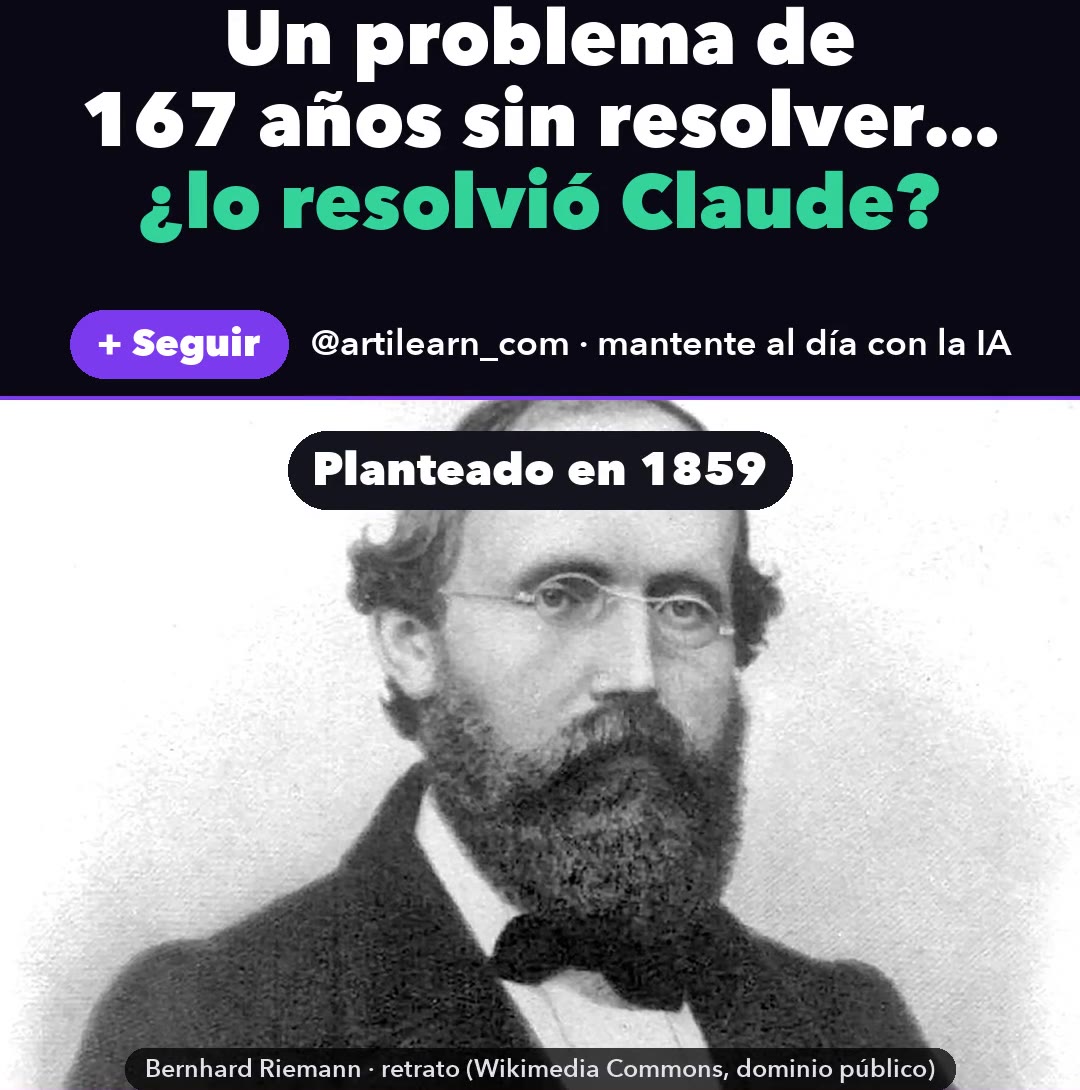 Un problema de
167 años sin resolver...
¿lo resolvió Claude?
+ Seguir @artilearn_com · mantente al día con la IA
Planteado en 1859
Bernhard Riemann · retrato (Wikimedia Commons, dominio público)